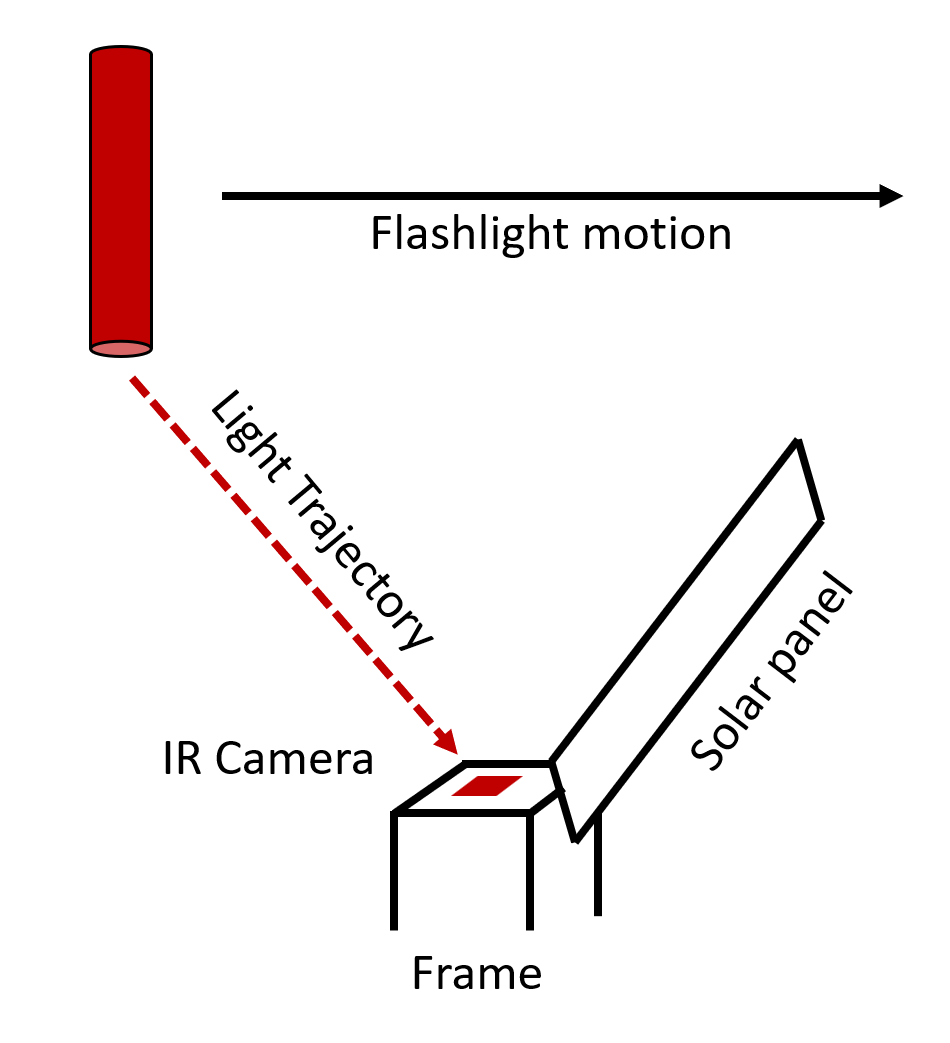 Flashlight motion
Light Trajectory
Solar panel
IR Camera
Frame